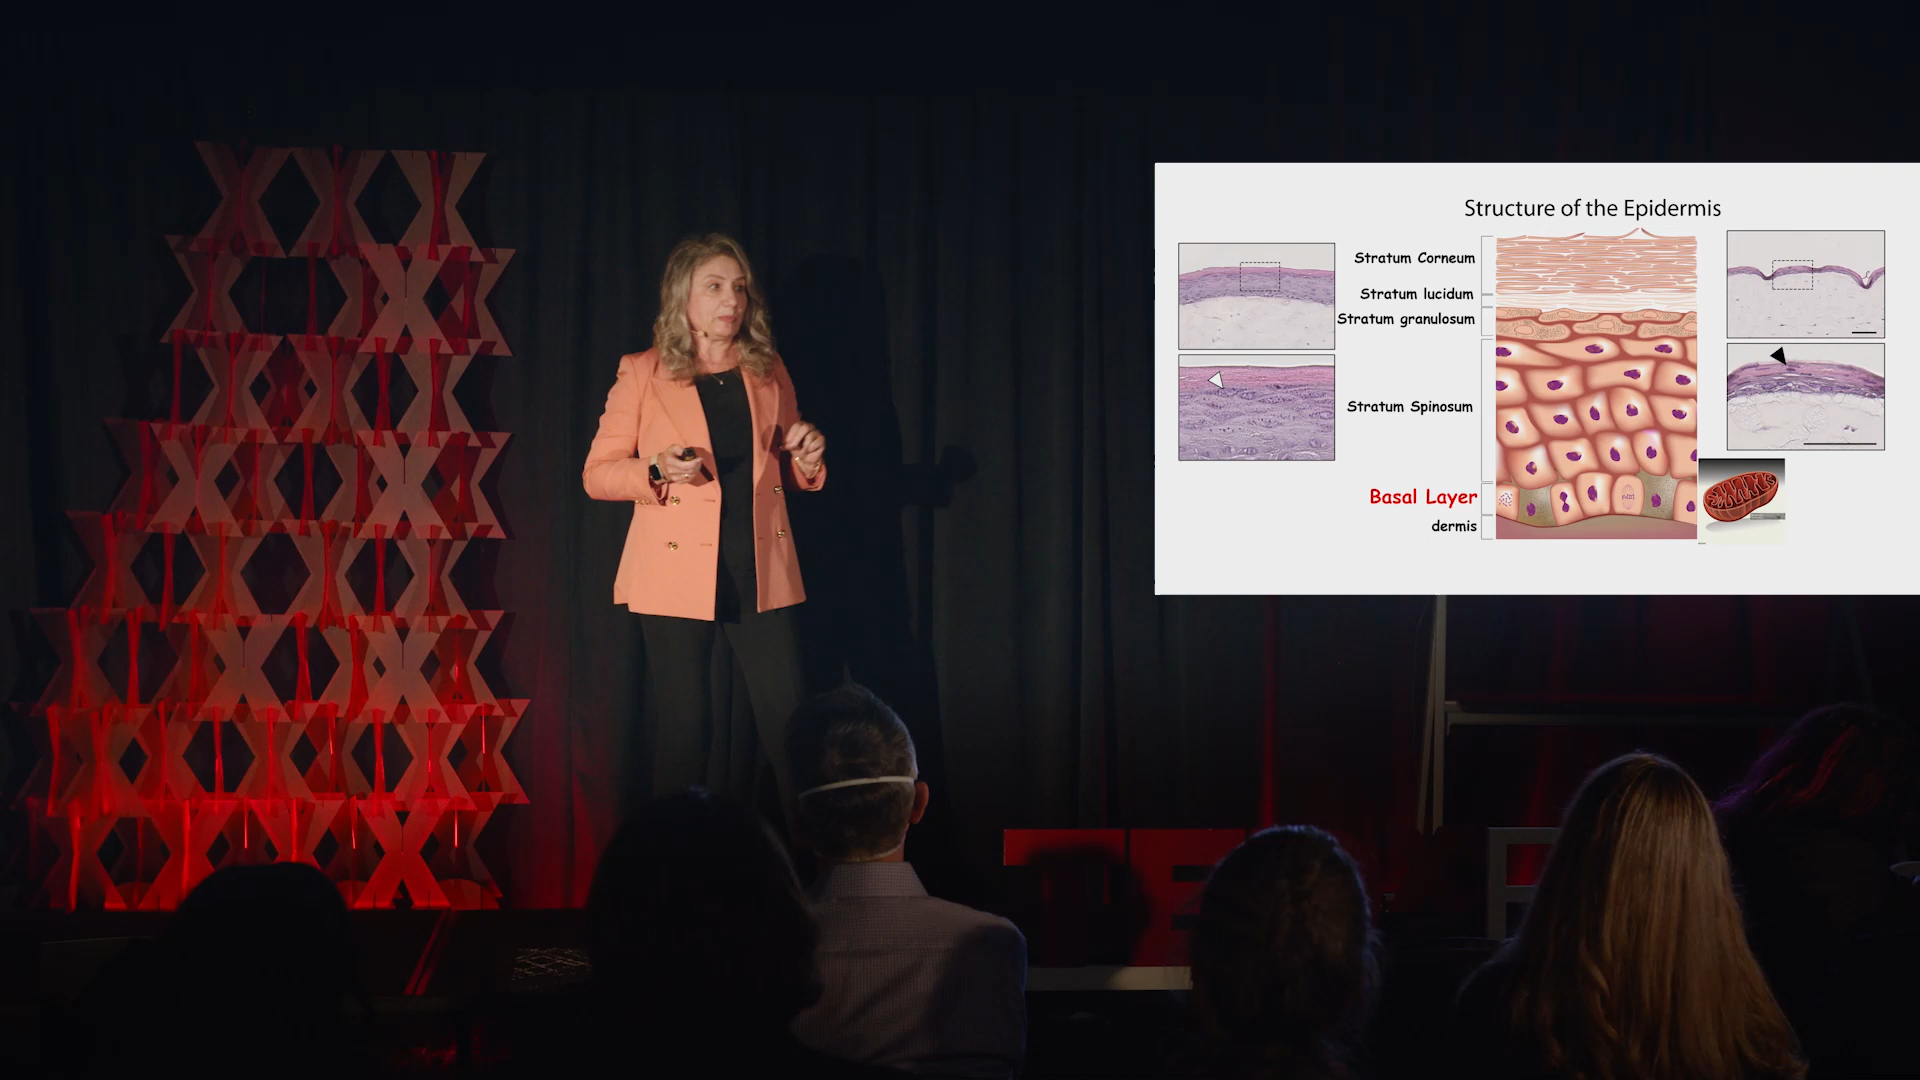 Structure of the Epidermis
Stratum Corneum
Stratum lucidum
Stratum granulosum
Stratum Spinosum
Basal Layer
dermis